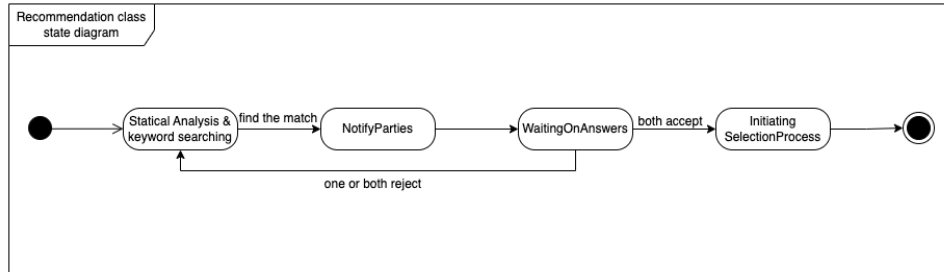 Recommendation class
state diagram
Statical Analysis &
keyword searching
find the match
NotifyParties
WaitingOnAnswers
both accept
Initiating
SelectionProcess
one or both reject